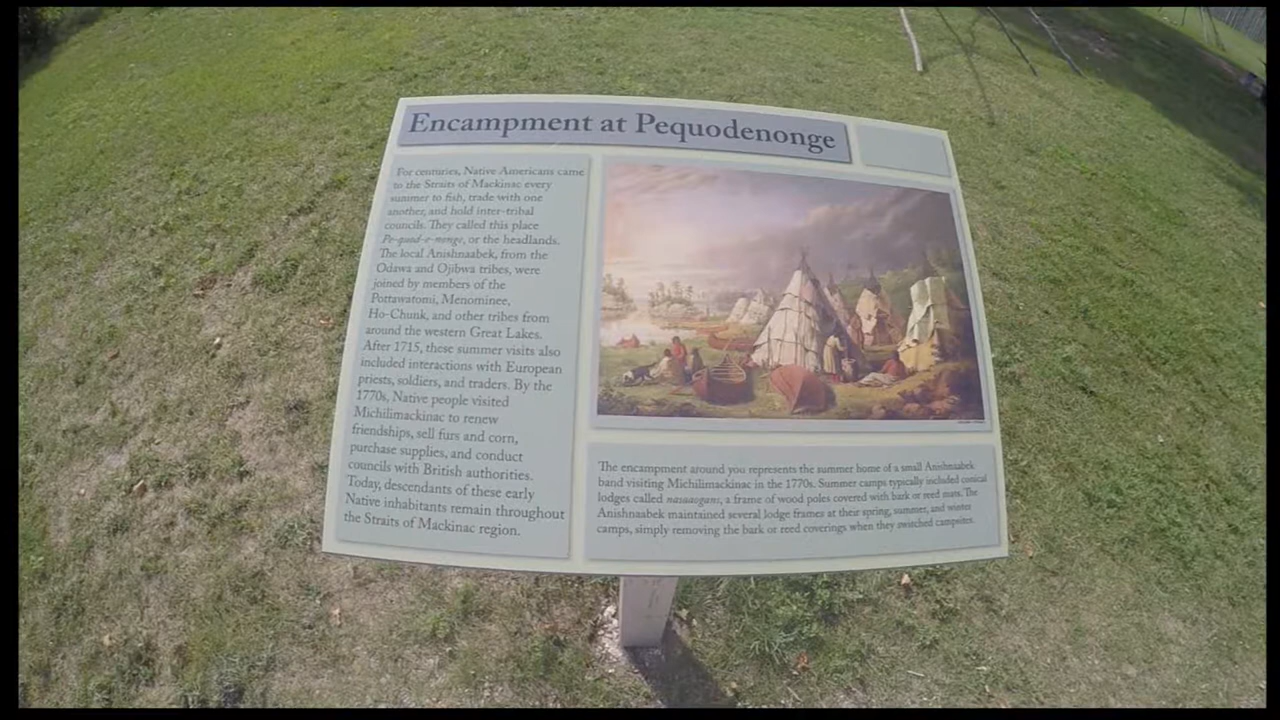 Encampment at Pequodenonge
For centuries, Native Americans came
to the Straits of Mackinac every
summer to fish, trade with one
another, and hold inter-tribal
councils. They called this place
Pe-quod-e-nonge, or the headlands.
The local Anishnaabek, from the
Odawa and Ojibwa tribes, were
joined by members of the
Pottawatomi, Menominee,
Ho-Chunk, and other tribes from
around the western Great Lakes.
After 1715, these summer visits also
included interactions with European
priests, soldiers, and traders. By the
1770s, Native people visited
Michilimackinac to renew
friendships, sell furs and corn,
purchase supplies, and conduct
councils with British authorities.
Today, descendants of these early
Native inhabitants remain throughout
the Straits of Mackinac region.
The encampment around you represents the summer home of a small Anishnaabek
band visiting Michilimackinac in the 1770s. Summer camps typically included conical
lodges called nasaogans, a frame of wood poles covered with bark or reed mats. The
Anishnaabek maintained several lodge frames at their spring, summer, and winter
camps, simply removing the bark or reed coverings when they switched campsites.